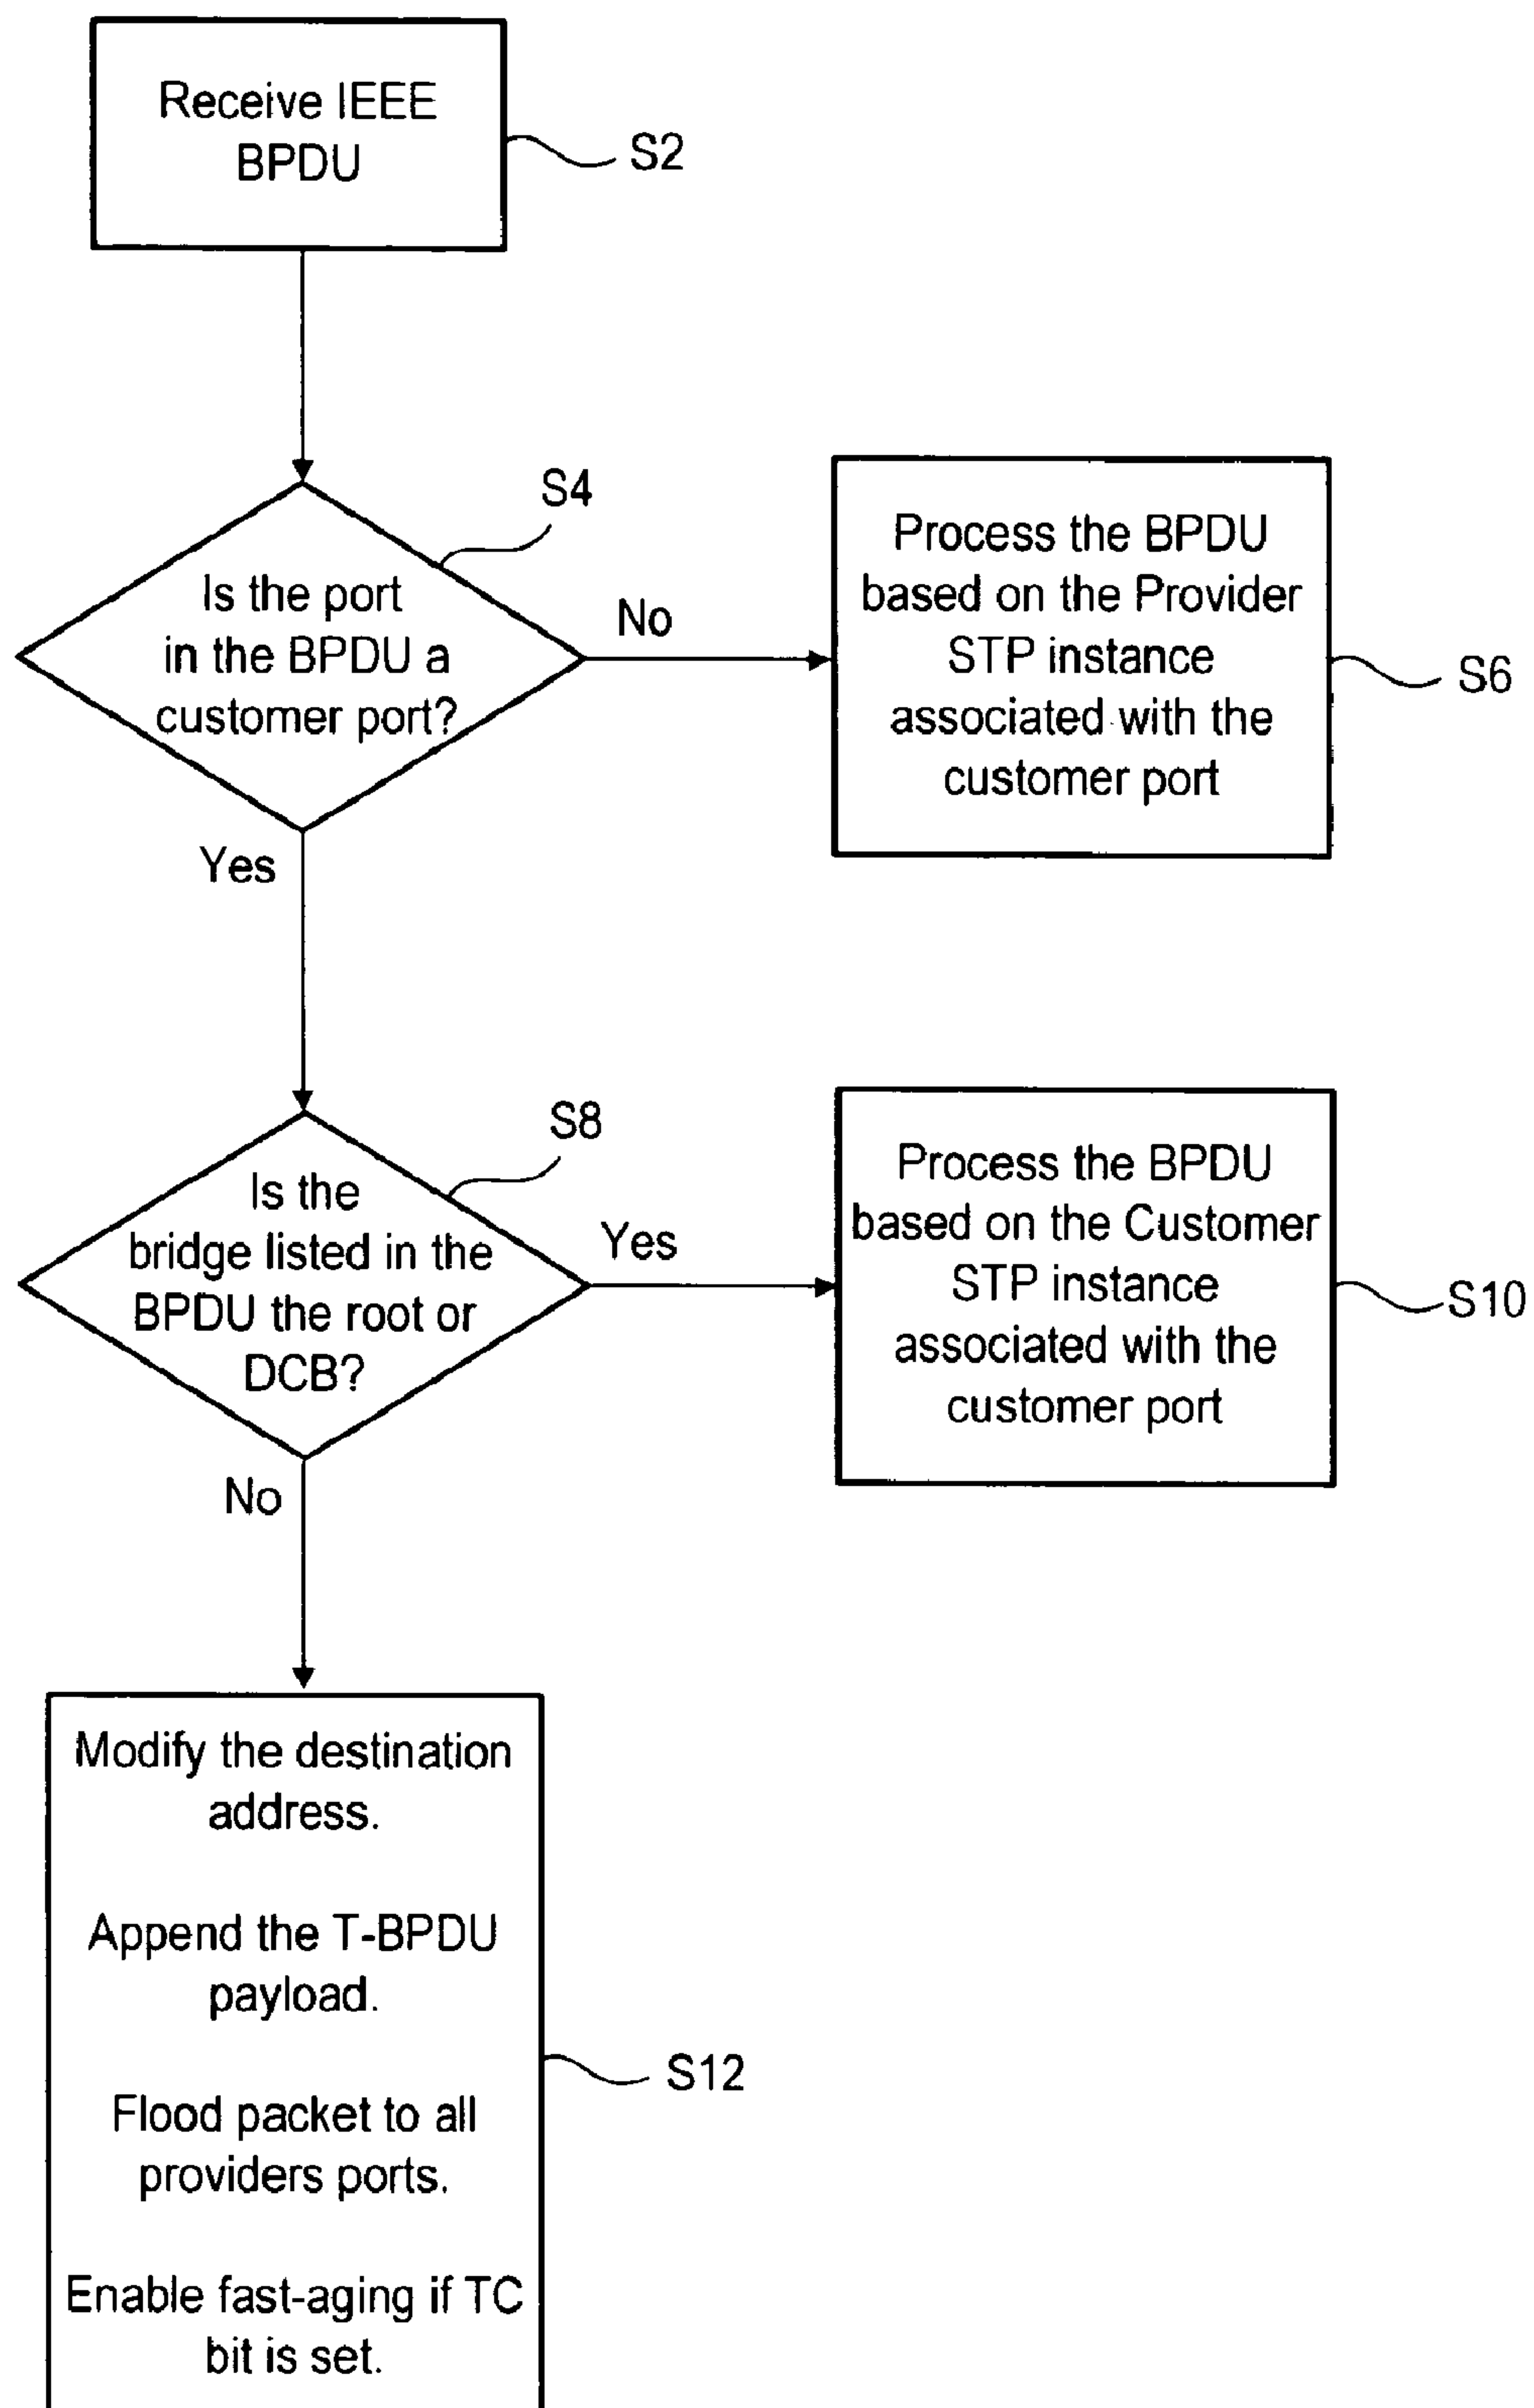 Receive IEEE
BPDU
S2
S4
Is the port
in the BPDU a
customer port?
No
Process the BPDU
based on the Provider
STP instance
associated with the
customer port
S6
Yes
S8
Is the
bridge listed in the
BPDU the root or
DCB?
Yes
Process the BPDU
based on the Customer
STP instance
associated with the
customer port
S10
No
Modify the destination
address.
Append the T-BPDU
payload.
Flood packet to all
providers ports.
Enable fast-aging if TC
bit is set.
S12